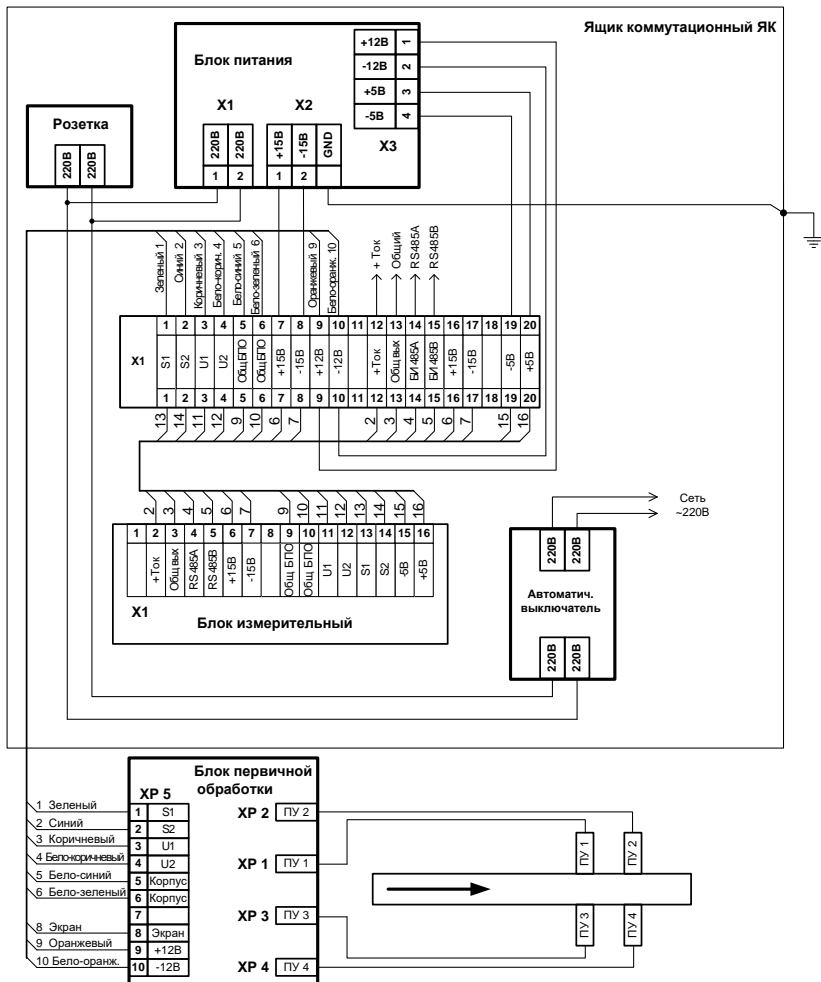 Ящик коммутационный ЯК
Блок питания
+12В 1
-12В 2
+5В 3
-5В 4
X3
X1
X2
220В 220В
+15В -15В GND
1 2
1 2
Розетка
220В 220В
Зеленый 1
Синий 2
Коричневый 3
Бело-корич. 4
Бело-синий 5
Бело-зеленый 6
Оранжевый 9
Бело-оранж. 10
+ Ток
Общий
RS485A
RS485B
X1
1 2 3 4 5 6 7 8 9 10 11 12 13 14 15 16 17 18 19 20
S1 S2 U1 U2 ОбщБПО ОбщБПО +15В -15В +12В -12В +Ток Общвых БИ485А БИ485В +15В -15В -5В +5В
1 2 3 4 5 6 7 8 9 10 11 12 13 14 15 16 17 18 19 20
13 14 11 12 9 10 6 7 2 3 4 5 6 7 15 16
2 3 4 5 6 7 9 10 11 12 13 14 15 16
1 2 3 4 5 6 7 8 9 10 11 12 13 14 15 16
+Ток Общвых RS485A RS485B +15В -15В Общ БПО Общ БПО U1 U2 S1 S2 -5В +5В
X1
Блок измерительный
Сеть
~220В
220В 220В
Автоматич.
выключатель
220В 220В
Блок первичной
обработки
XP 5
1 Зеленый 1 S1
2 Синий 2 S2
3 Коричневый 3 U1
4 Бело-коричневый 4 U2
5 Бело-синий 5 Корпус
6 Бело-зеленый 6 Корпус
7
8 Экран 8 Экран
9 Оранжевый 9 +12В
10 Бело-оранж. 10 -12В
XP 2 ПУ 2
XP 1 ПУ 1
XP 3 ПУ 3
XP 4 ПУ 4
ПУ 1
ПУ 2
ПУ 3
ПУ 4